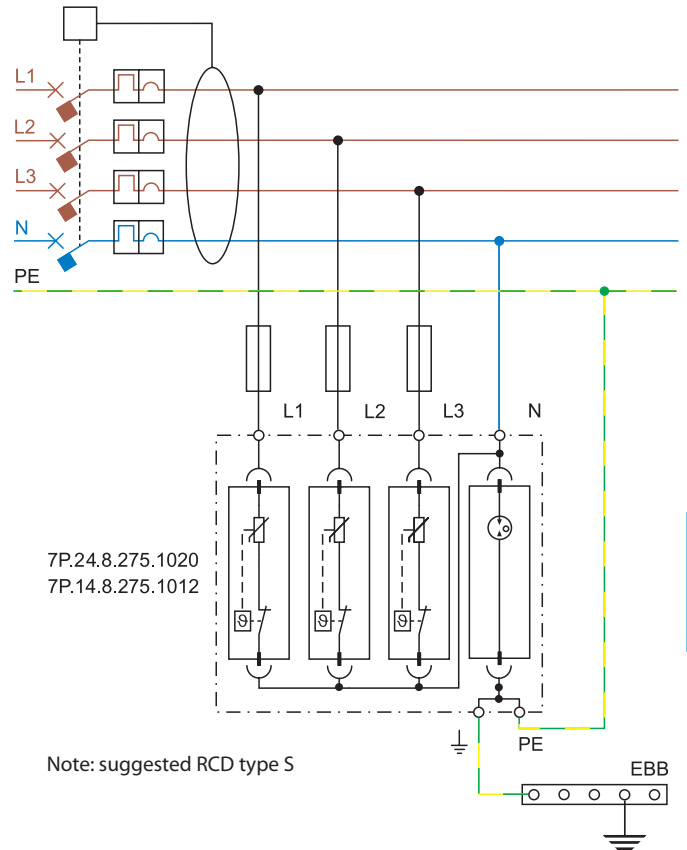 L1
L2
L3
N
PE
L1 L2 L3 N
7P.24.8.275.1020
7P.14.8.275.1012
ϑ ϑ ϑ
PE
Note: suggested RCD type S
EBB